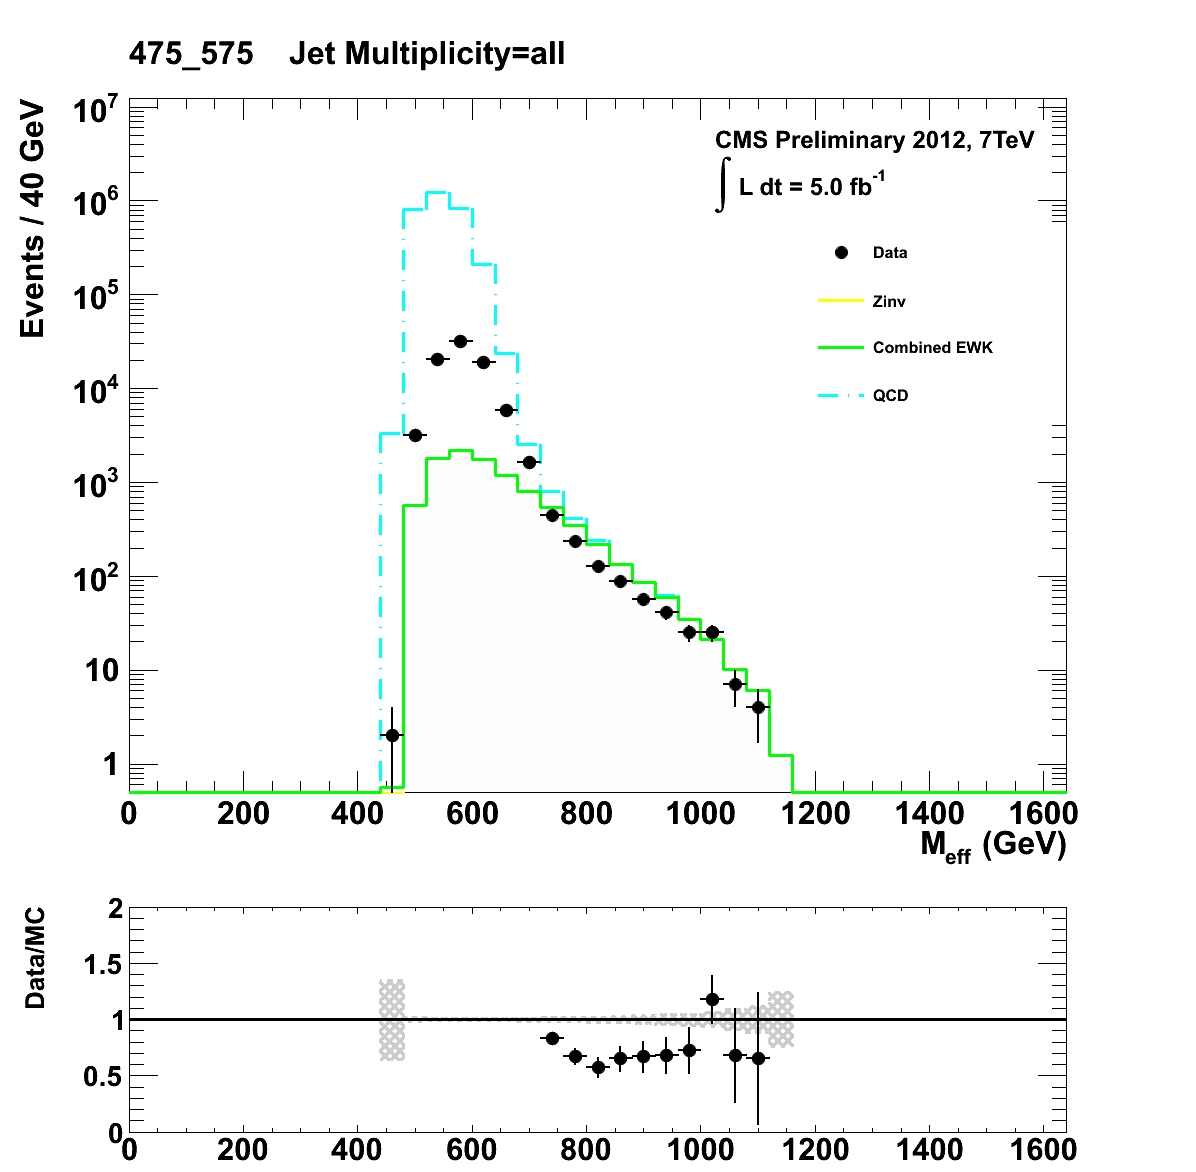 475_575 Jet Multiplicity=all
Events / 40 GeV
10^7
10^6
10^5
10^4
10^3
10^2
10
1
CMS Preliminary 2012, 7TeV
∫ L dt = 5.0 fb^-1
Data
Zinv
Combined EWK
QCD
0 200 400 600 800 1000 1200 1400 1600
M_eff (GeV)
Data/MC
2
1.5
1
0.5
0
0 200 400 600 800 1000 1200 1400 1600